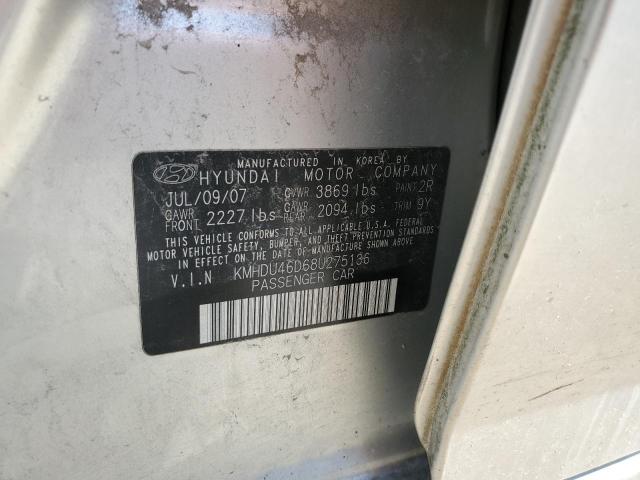 MANUFACTURED IN KOREA BY
HYUNDAI MOTOR COMPANY
JUL/09/07 GVWR 3869 lbs PAINT 2R
GAWR FRONT 2227 lbs GAWR REAR 2094 lbs TRIM 9Y
THIS VEHICLE CONFORMS TO ALL APPLICABLE U.S.A. FEDERAL
MOTOR VEHICLE SAFETY, BUMPER, AND THEFT PREVENTION STANDARDS
IN EFFECT ON THE DATE OF MANUFACTURE SHOWN ABOVE.
V.I.N KMHDU46D68U275136
PASSENGER CAR